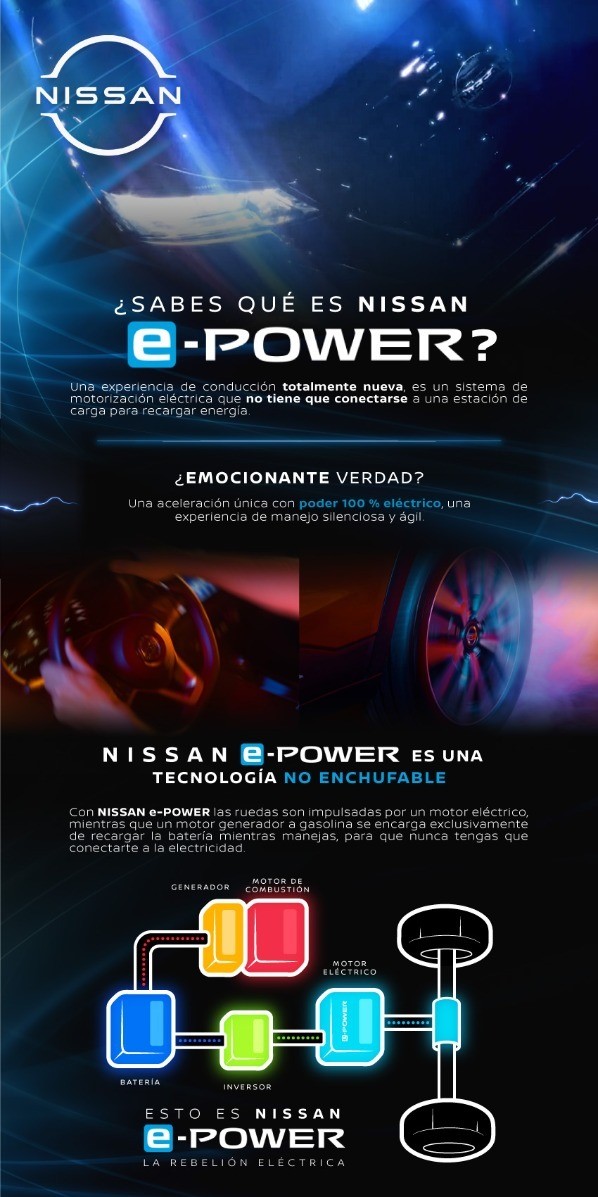 NISSAN
¿SABES QUÉ ES NISSAN
e-POWER?
Una experiencia de conducción totalmente nueva, es un sistema de
motorización eléctrica que no tiene que conectarse a una estación de
carga para recargar energía.
¿EMOCIONANTE VERDAD?
Una aceleración única con poder 100 % eléctrico, una
experiencia de manejo silenciosa y ágil.
NISSAN e-POWER ES UNA
TECNOLOGÍA NO ENCHUFABLE
Con NISSAN e-POWER las ruedas son impulsadas por un motor eléctrico,
mientras que un motor generador a gasolina se encarga exclusivamente
de recargar la batería mientras manejas, para que nunca tengas que
conectarte a la electricidad.
GENERADOR
MOTOR DE
COMBUSTIÓN
MOTOR
ELÉCTRICO
e-POWER
BATERÍA
INVERSOR
ESTO ES NISSAN
e-POWER
LA REBELIÓN ELÉCTRICA